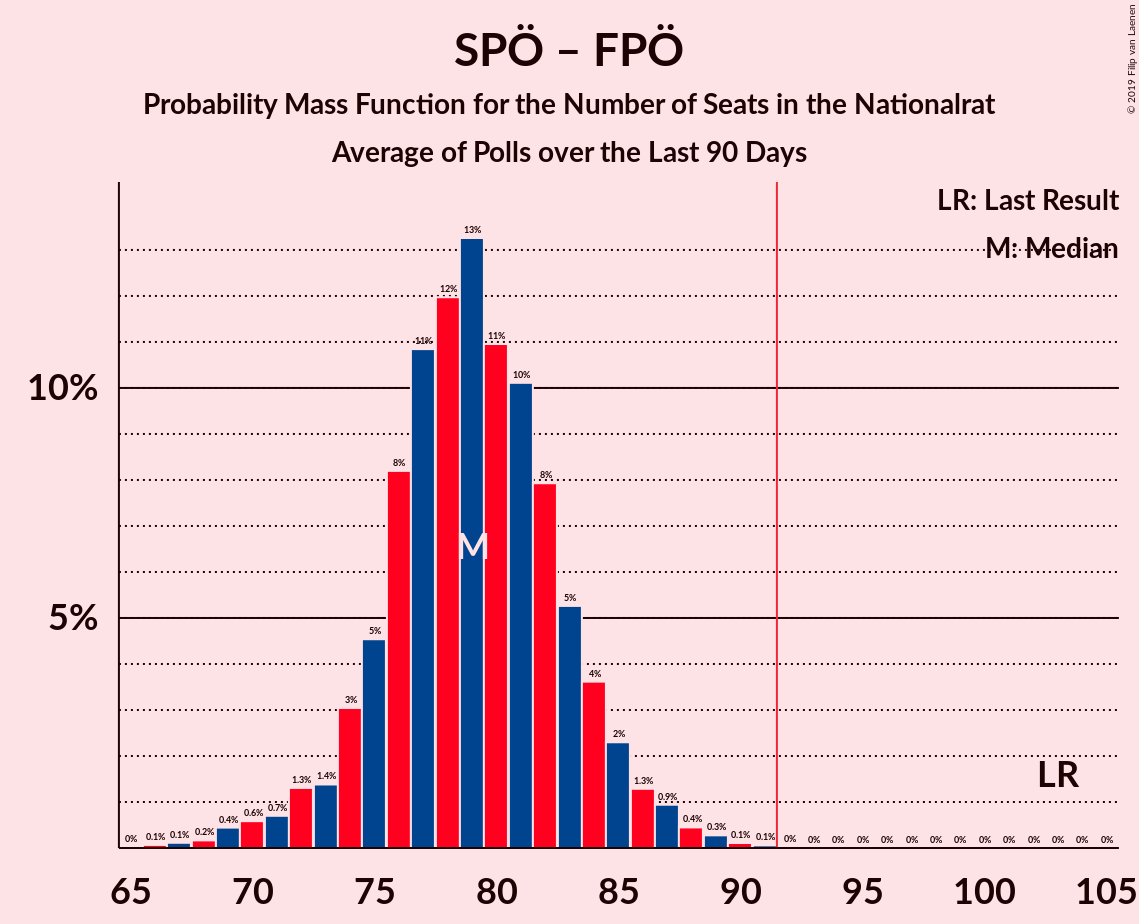 SPÖ – FPÖ
Probability Mass Function for the Number of Seats in the Nationalrat
Average of Polls over the Last 90 Days
© 2019 Filip van Laenen
LR: Last Result
M: Median
10%
5%
0% 0.1% 0.1% 0.2% 0.4% 0.6% 0.7% 1.3% 1.4% 3% 5% 8% 11% 12% 13% 11% 10% 8% 5% 4% 2% 1.3% 0.9% 0.4% 0.3% 0.1% 0.1% 0% 0% 0% 0% 0% 0% 0% 0% 0% 0% 0% 0% 0% 0%
M
LR
65 70 75 80 85 90 95 100 105